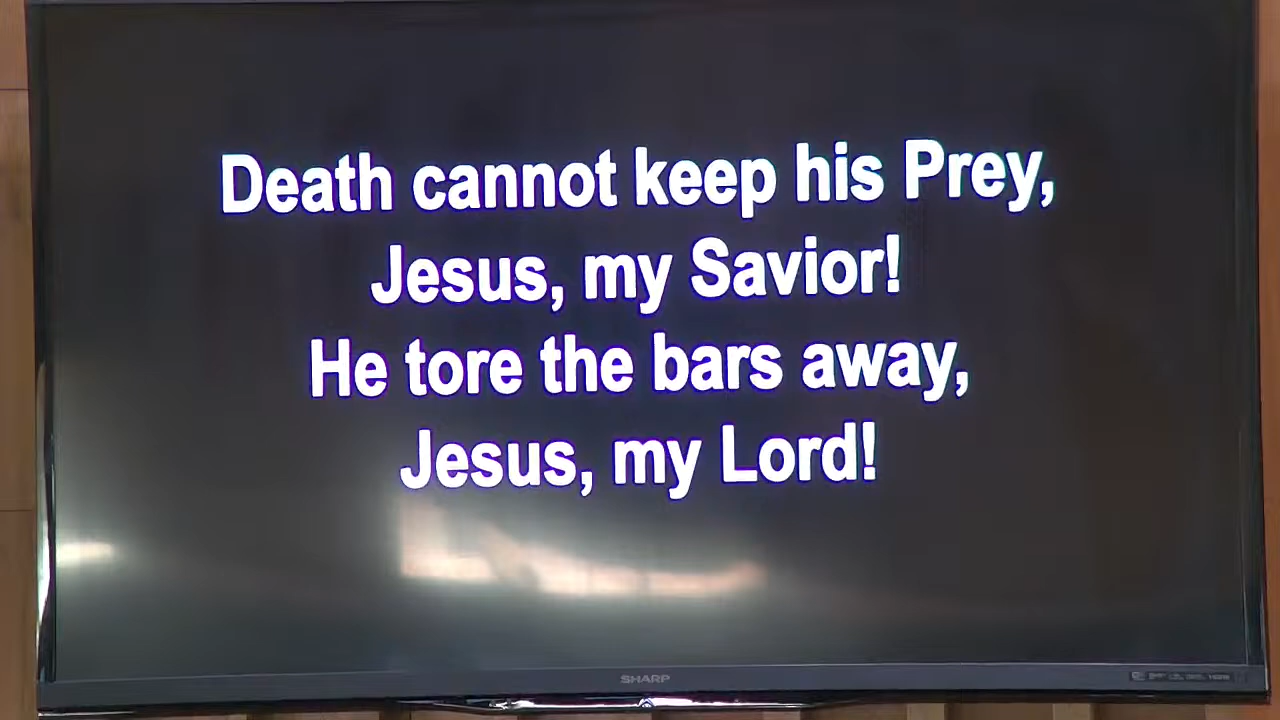 Death cannot keep his Prey,
Jesus, my Savior!
He tore the bars away,
Jesus, my Lord!
SHARP